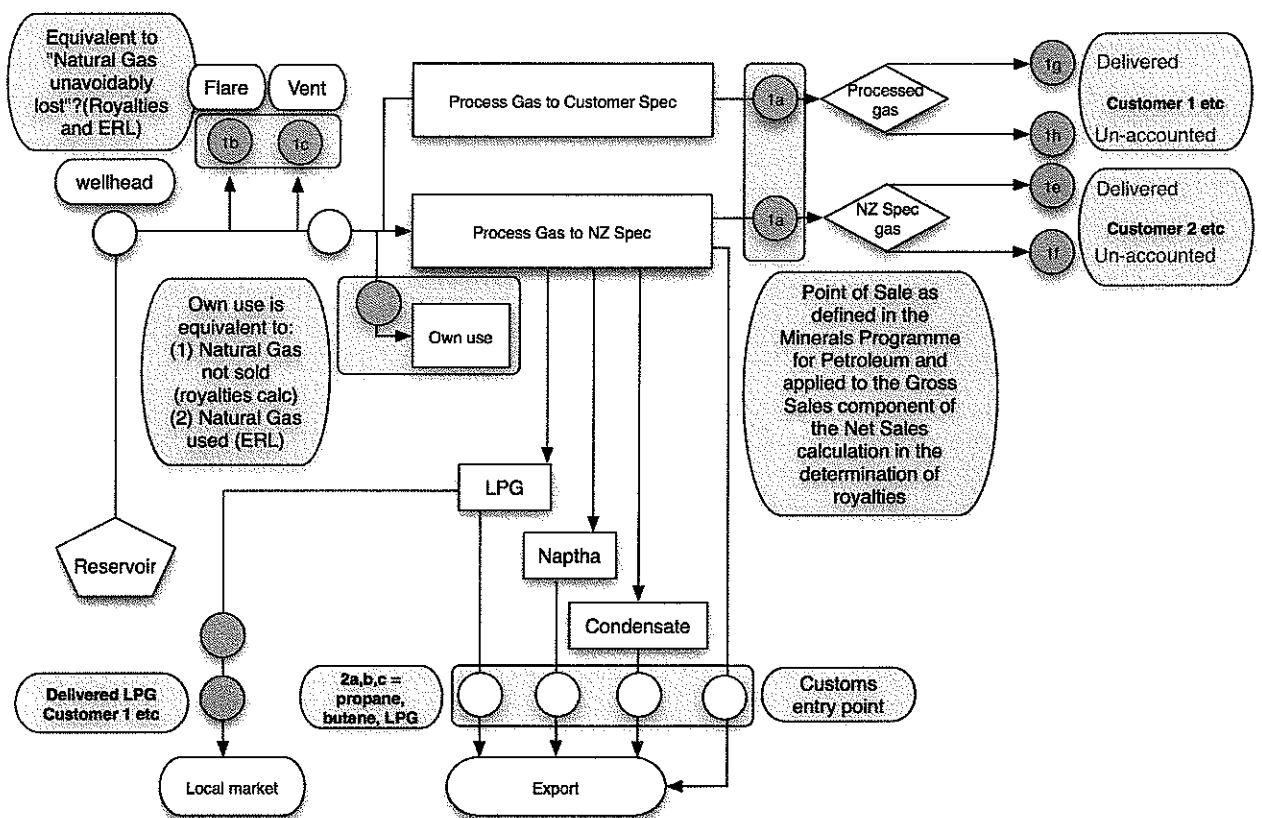 Equivalent to
"Natural Gas
unavoidably
lost"?(Royalties
and ERL)
Flare
Vent
1b
1c
wellhead
Process Gas to Customer Spec
1a
Processed
gas
1g
Delivered
Customer 1 etc
1h
Un-accounted
Process Gas to NZ Spec
1a
NZ Spec
gas
1e
Delivered
Customer 2 etc
1f
Un-accounted
Own use is
equivalent to:
(1) Natural Gas
not sold
(royalties calc)
(2) Natural Gas
used (ERL)
Own use
Point of Sale as
defined in the
Minerals Programme
for Petroleum and
applied to the Gross
Sales component of
the Net Sales
calculation in the
determination of
royalties
LPG
Naptha
Condensate
Reservoir
Delivered LPG
Customer 1 etc
2a,b,c =
propane,
butane, LPG
Customs
entry point
Local market
Export